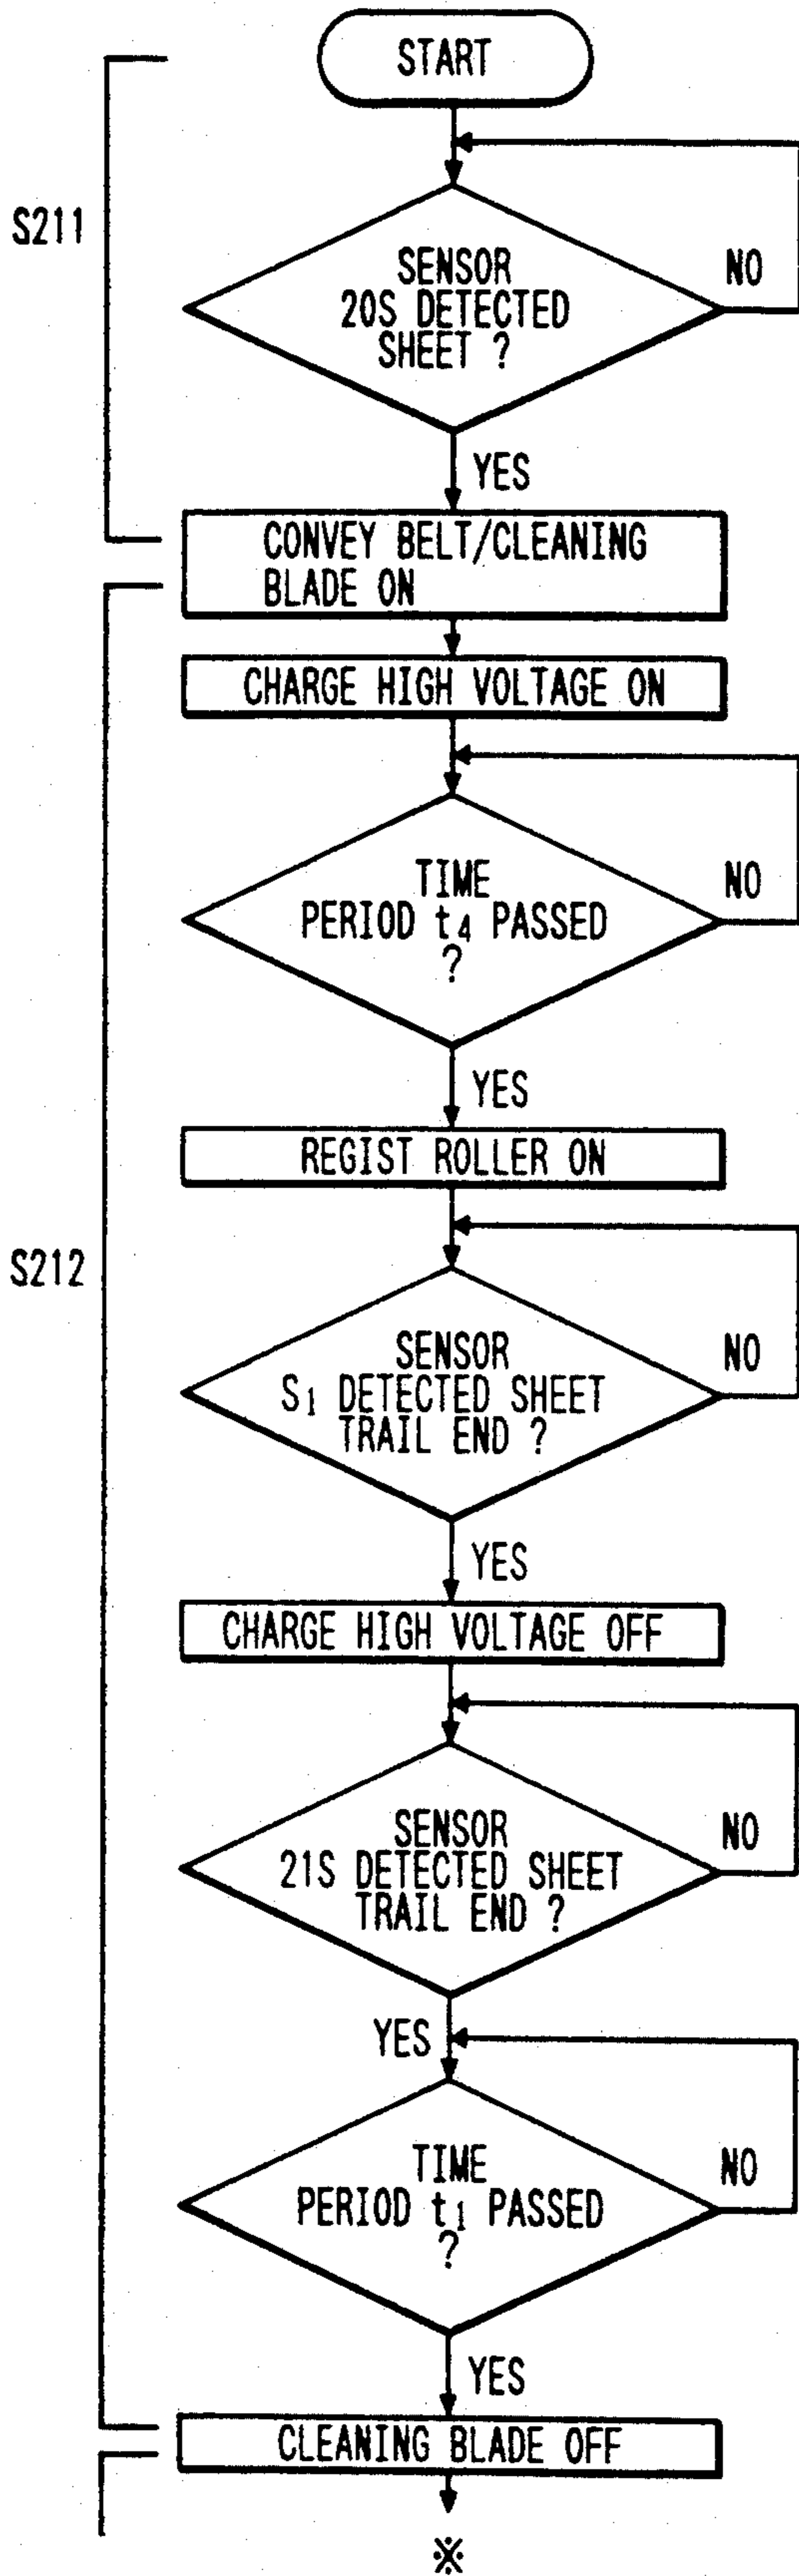 START
S211
SENSOR
20S DETECTED
SHEET ?
NO
YES
CONVEY BELT/CLEANING
BLADE ON
CHARGE HIGH VOLTAGE ON
TIME
PERIOD t4 PASSED
?
NO
YES
REGIST ROLLER ON
S212
SENSOR
S1 DETECTED SHEET
TRAIL END ?
NO
YES
CHARGE HIGH VOLTAGE OFF
SENSOR
21S DETECTED SHEET
TRAIL END ?
NO
YES
TIME
PERIOD t1 PASSED
?
NO
YES
CLEANING BLADE OFF
※